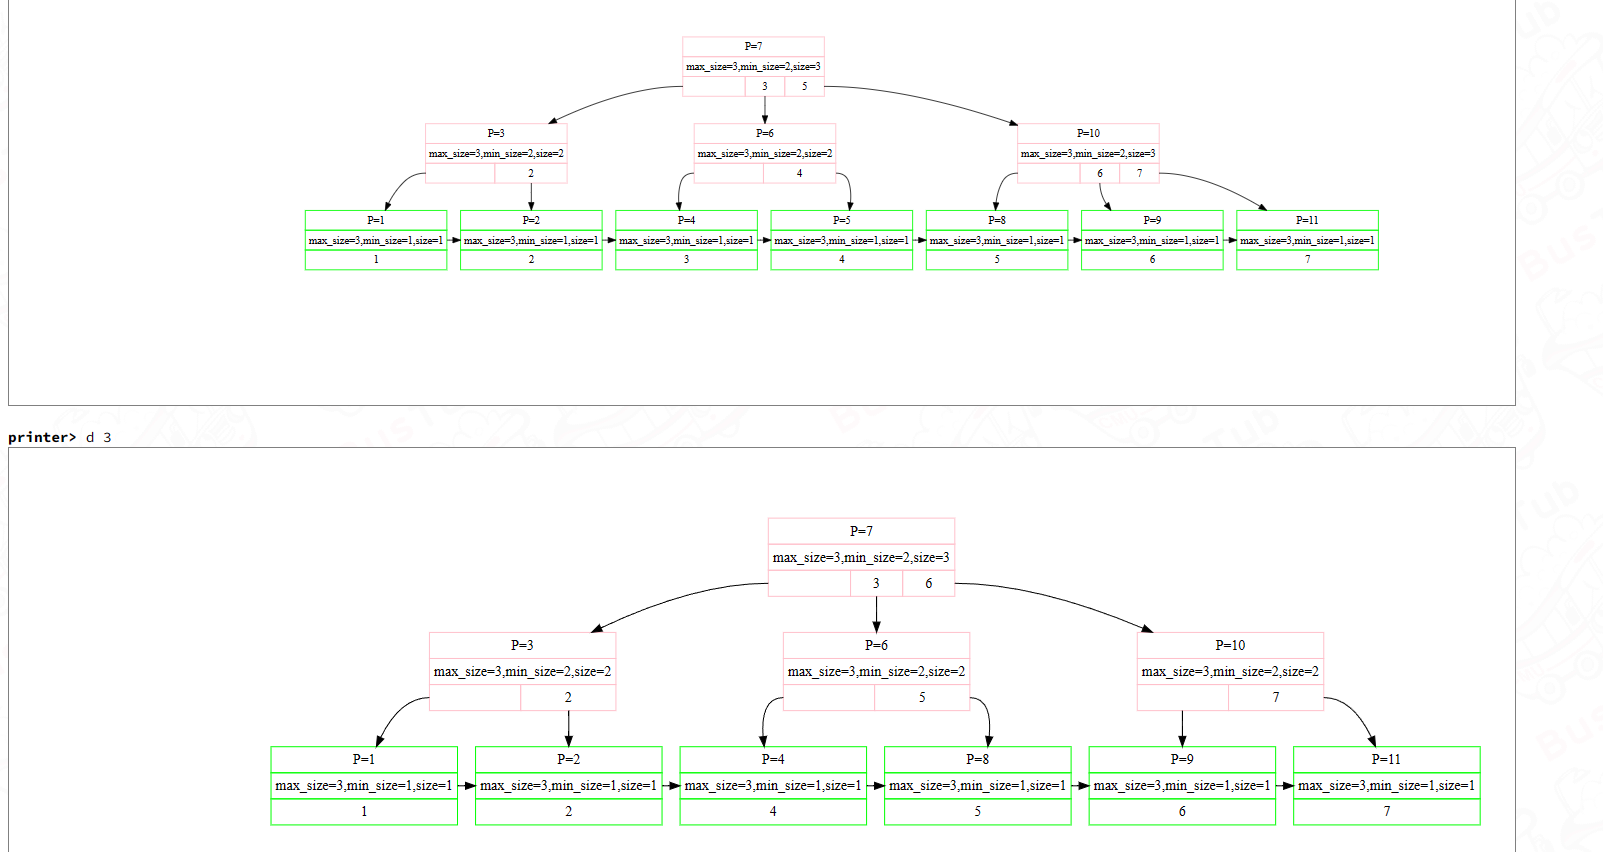 P=7
max_size=3,min_size=2,size=3
3 5
P=3 P=6 P=10
max_size=3,min_size=2,size=2 max_size=3,min_size=2,size=2 max_size=3,min_size=2,size=3
2 4 6 7
P=1 P=2 P=4 P=5 P=8 P=9 P=11
max_size=3,min_size=1,size=1 max_size=3,min_size=1,size=1 max_size=3,min_size=1,size=1 max_size=3,min_size=1,size=1 max_size=3,min_size=1,size=1 max_size=3,min_size=1,size=1 max_size=3,min_size=1,size=1
1 2 3 4 5 6 7
printer> d 3
P=7
max_size=3,min_size=2,size=3
3 6
P=3 P=6 P=10
max_size=3,min_size=2,size=2 max_size=3,min_size=2,size=2 max_size=3,min_size=2,size=2
2 5 7
P=1 P=2 P=4 P=8 P=9 P=11
max_size=3,min_size=1,size=1 max_size=3,min_size=1,size=1 max_size=3,min_size=1,size=1 max_size=3,min_size=1,size=1 max_size=3,min_size=1,size=1 max_size=3,min_size=1,size=1
1 2 4 5 6 7